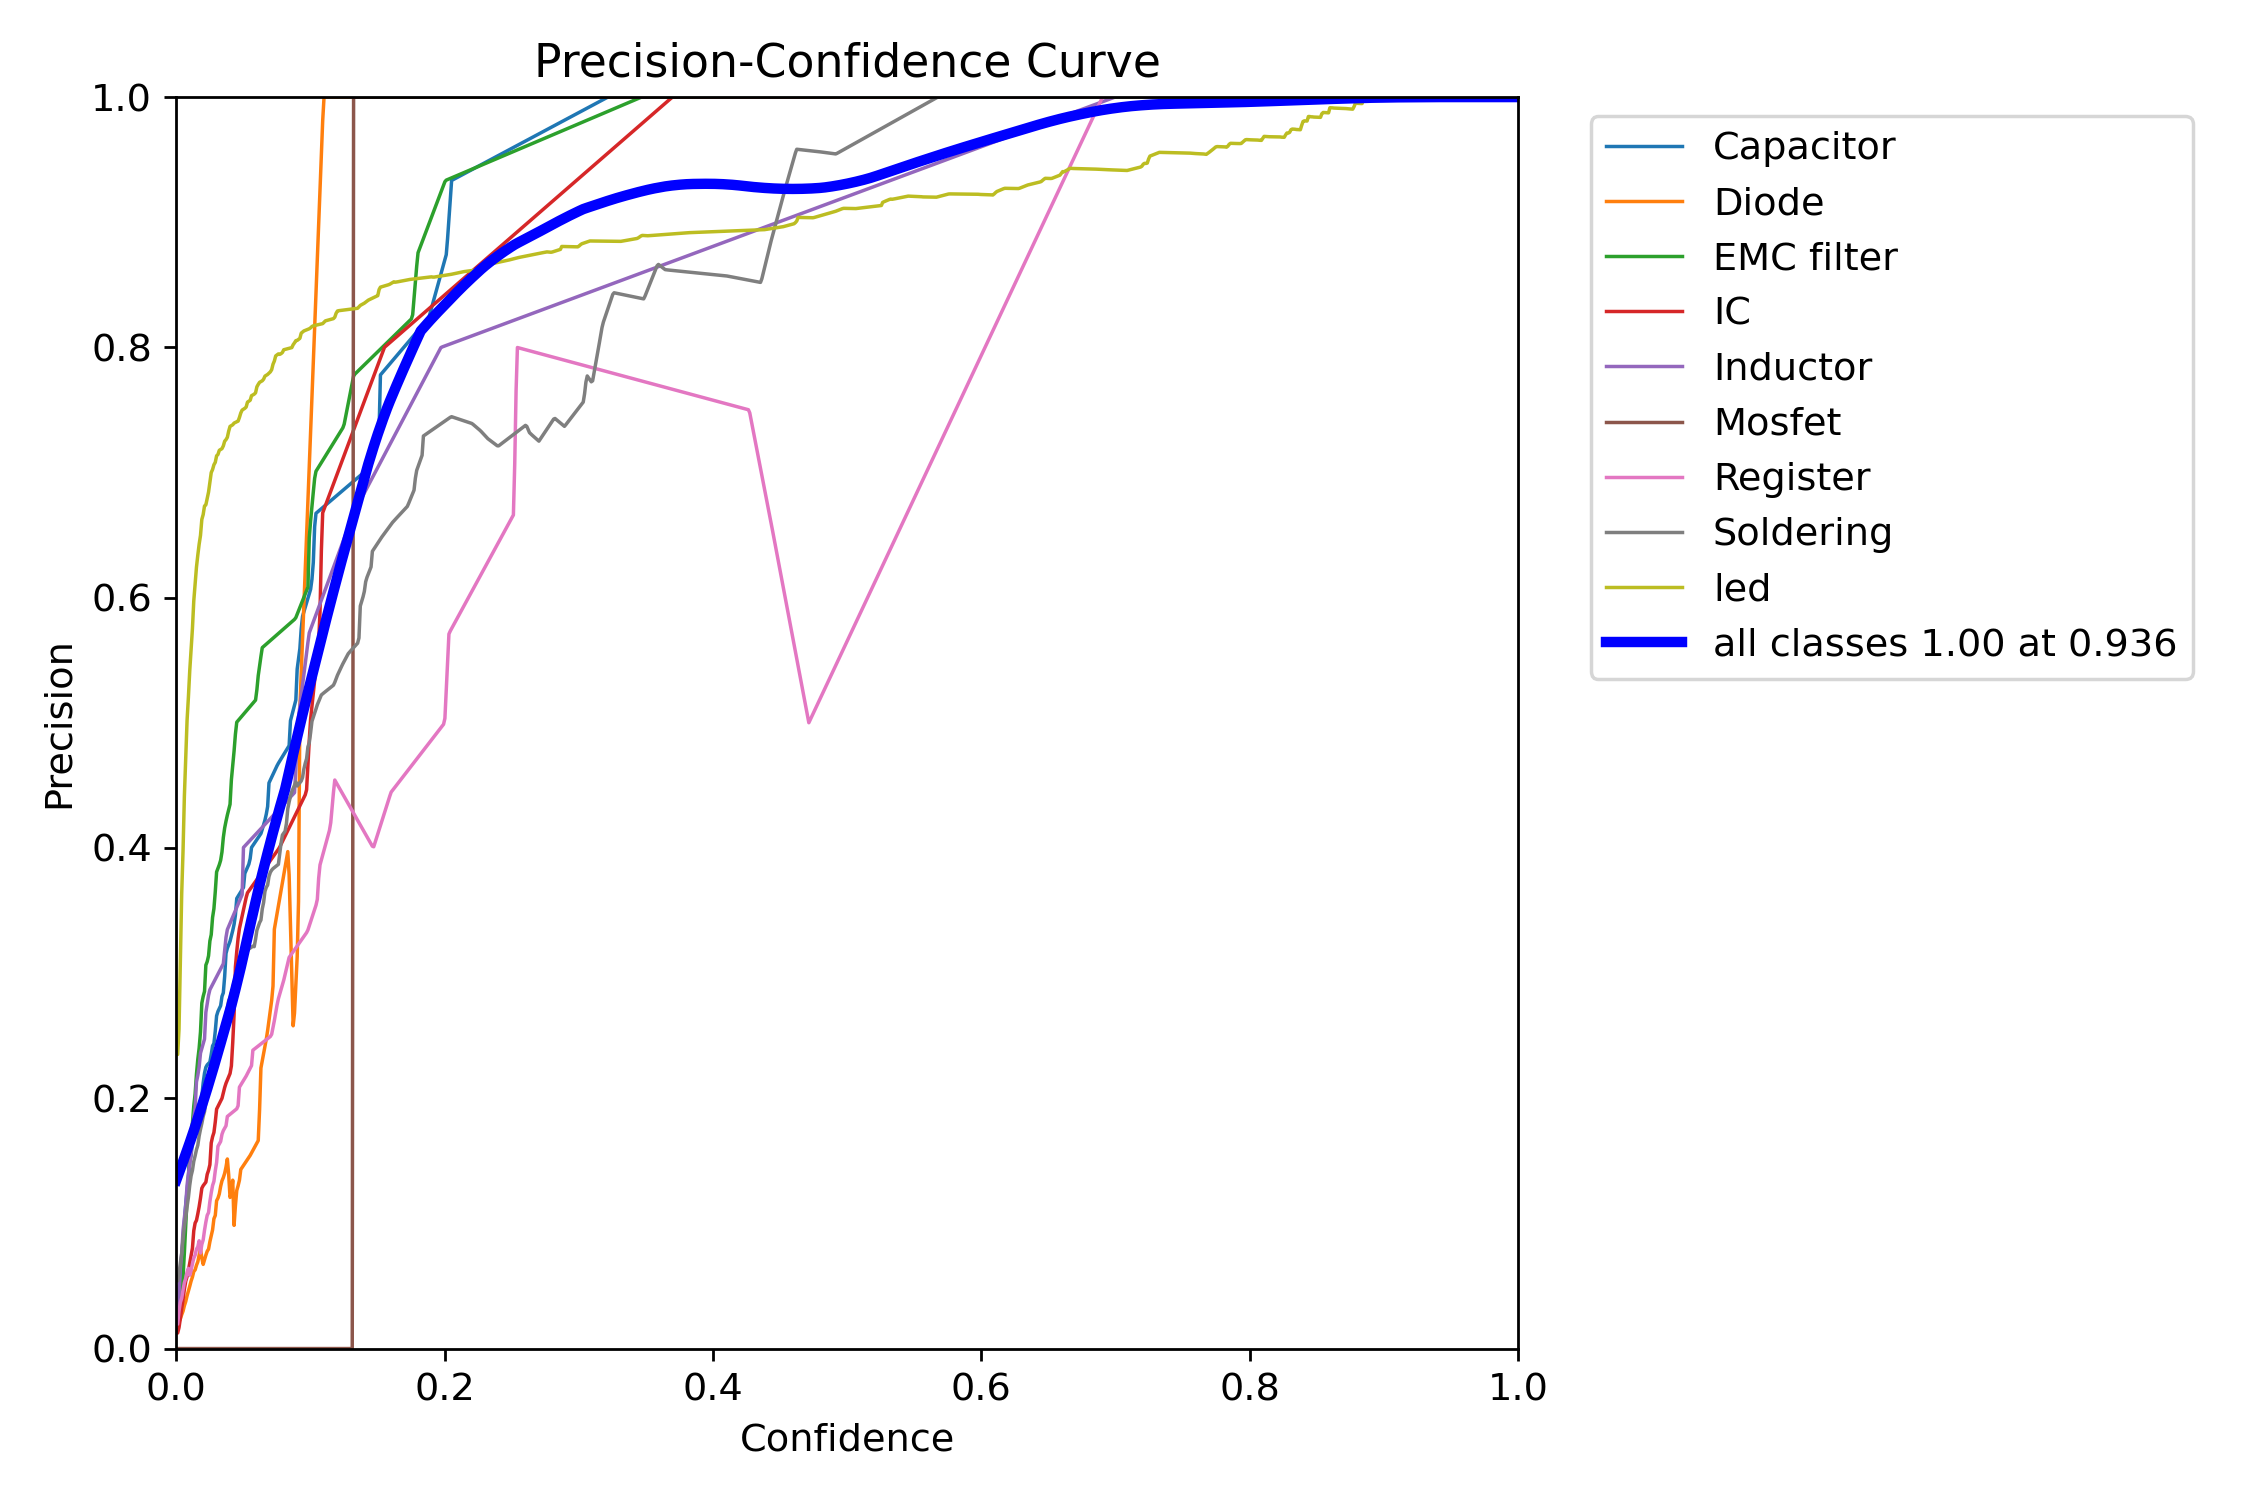 Precision-Confidence Curve
1.0
0.8
0.6
0.4
0.2
0.0
Precision
0.0 0.2 0.4 0.6 0.8 1.0
Confidence
Capacitor
Diode
EMC filter
IC
Inductor
Mosfet
Register
Soldering
led
all classes 1.00 at 0.936